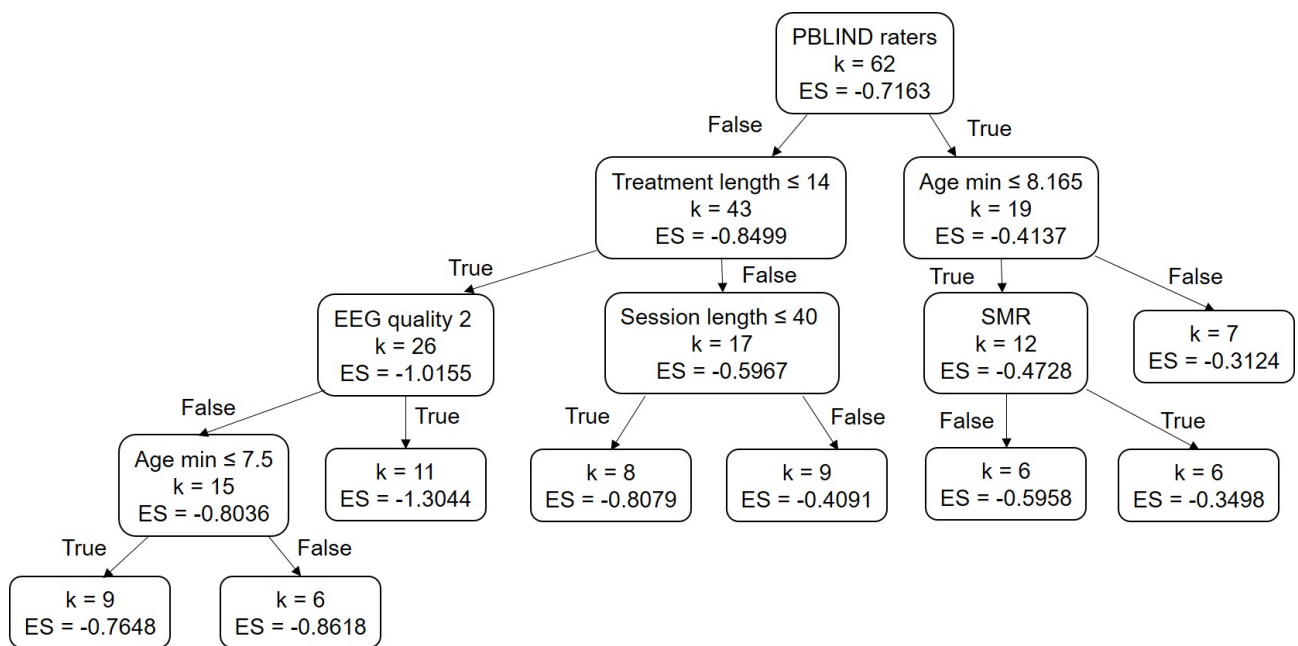 PBLIND raters
k = 62
ES = -0.7163
False
True
Treatment length ≤ 14
k = 43
ES = -0.8499
Age min ≤ 8.165
k = 19
ES = -0.4137
True
False
True
False
EEG quality 2
k = 26
ES = -1.0155
Session length ≤ 40
k = 17
ES = -0.5967
SMR
k = 12
ES = -0.4728
k = 7
ES = -0.3124
False
True
True
False
False
True
Age min ≤ 7.5
k = 15
ES = -0.8036
k = 11
ES = -1.3044
k = 8
ES = -0.8079
k = 9
ES = -0.4091
k = 6
ES = -0.5958
k = 6
ES = -0.3498
True
False
k = 9
ES = -0.7648
k = 6
ES = -0.8618